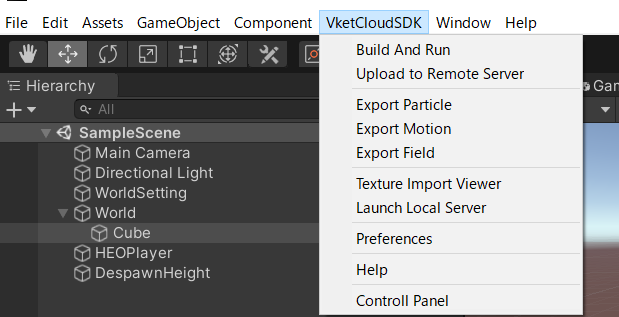 File Edit Assets GameObject Component VketCloudSDK Window Help
Build And Run
Upload to Remote Server
Hierarchy
Gam
All
Export Particle
SampleScene
Export Motion
Main Camera
Export Field
Directional Light
WorldSetting
Texture Import Viewer
World
Launch Local Server
Cube
Preferences
HEOPlayer
DespawnHeight
Help
Controll Panel